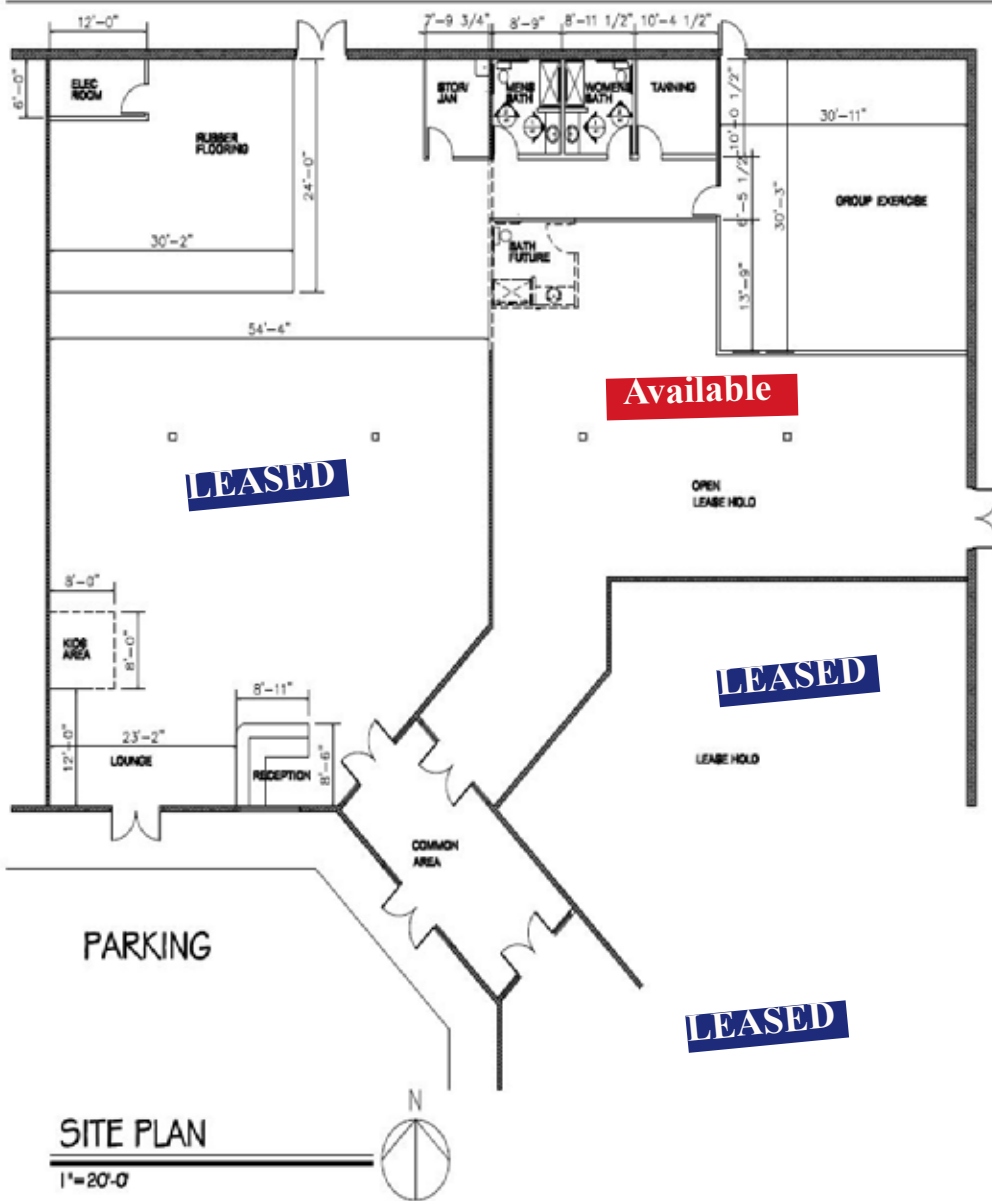 12'-0"
7'-9 3/4"
8'-9"
8'-11 1/2"
10'-4 1/2"
6'-0"
ELEC
ROOM
RUBBER
FLOORING
24'-0"
STOR/
JAN
MENS
BATH
WOMENS
BATH
TANNING
10'-0 1/2"
30'-11"
6'-5 1/2"
30'-3"
GROUP EXERCISE
30'-2"
BATH
FUTURE
13'-9"
54'-4"
Available
LEASED
OPEN
LEASE HOLD
8'-0"
KIDS
AREA
8'-0"
LEASED
8'-11"
12'-0"
23'-2"
LOUNGE
RECEPTION
8'-6"
LEASE HOLD
COMMON
AREA
PARKING
LEASED
N
SITE PLAN
1"=20'-0"